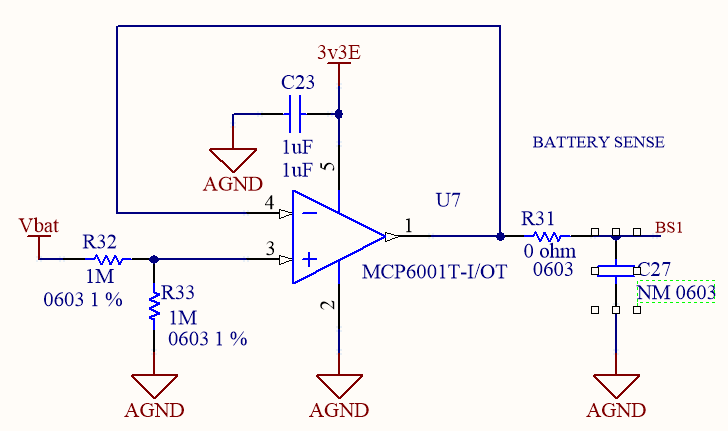 3v3E
C23
1uF
1uF
5
AGND
BATTERY SENSE
4
U7
1
R31
0 ohm
0603
BS1
Vbat
R32
1M
0603 1 %
3
MCP6001T-I/OT
R33
1M
0603 1 %
2
C27
NM 0603
AGND
AGND
AGND